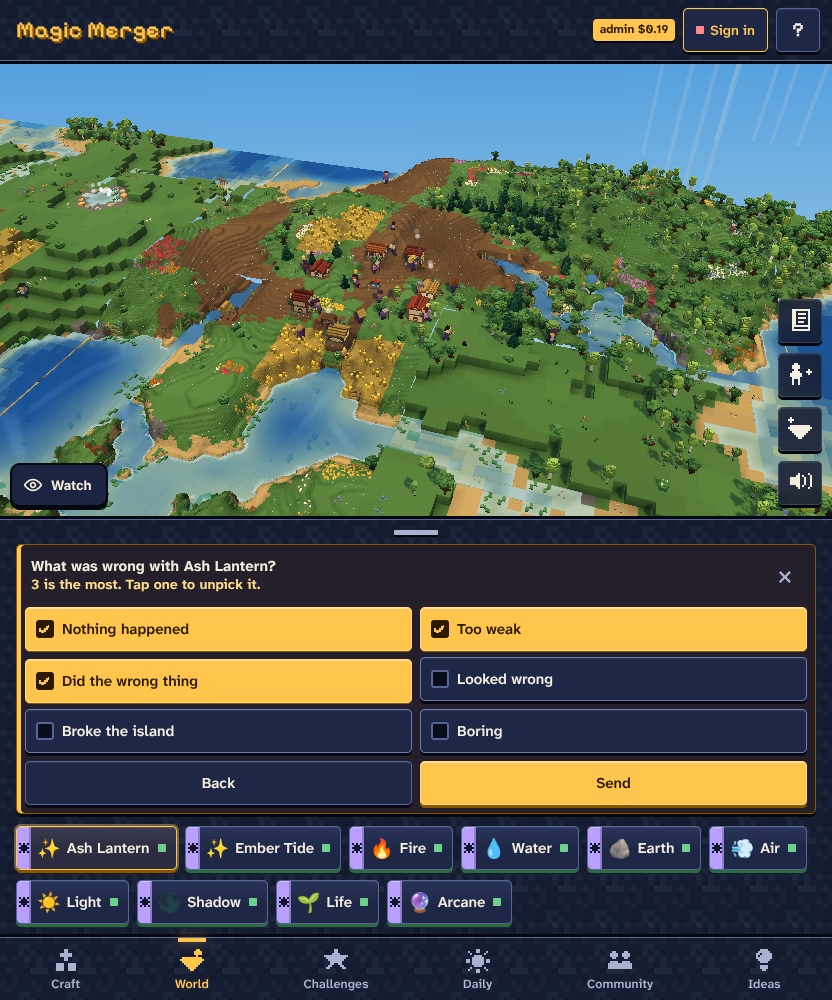 Magic Merger
admin $0.19
Sign in
?
Watch
What was wrong with Ash Lantern?
3 is the most. Tap one to unpick it.
Nothing happened
Too weak
Did the wrong thing
Looked wrong
Broke the island
Boring
Back
Send
Ash Lantern
Ember Tide
Fire
Water
Earth
Air
Light
Shadow
Life
Arcane
Craft
World
Challenges
Daily
Community
Ideas